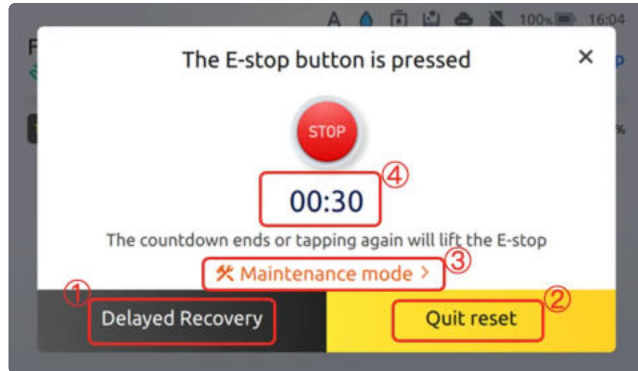 A 100% 16:04
F
The E-stop button is pressed ×
p
STOP
%
④
00:30
The countdown ends or tapping again will lift the E-stop
③
Maintenance mode >
① ②
Delayed Recovery Quit reset